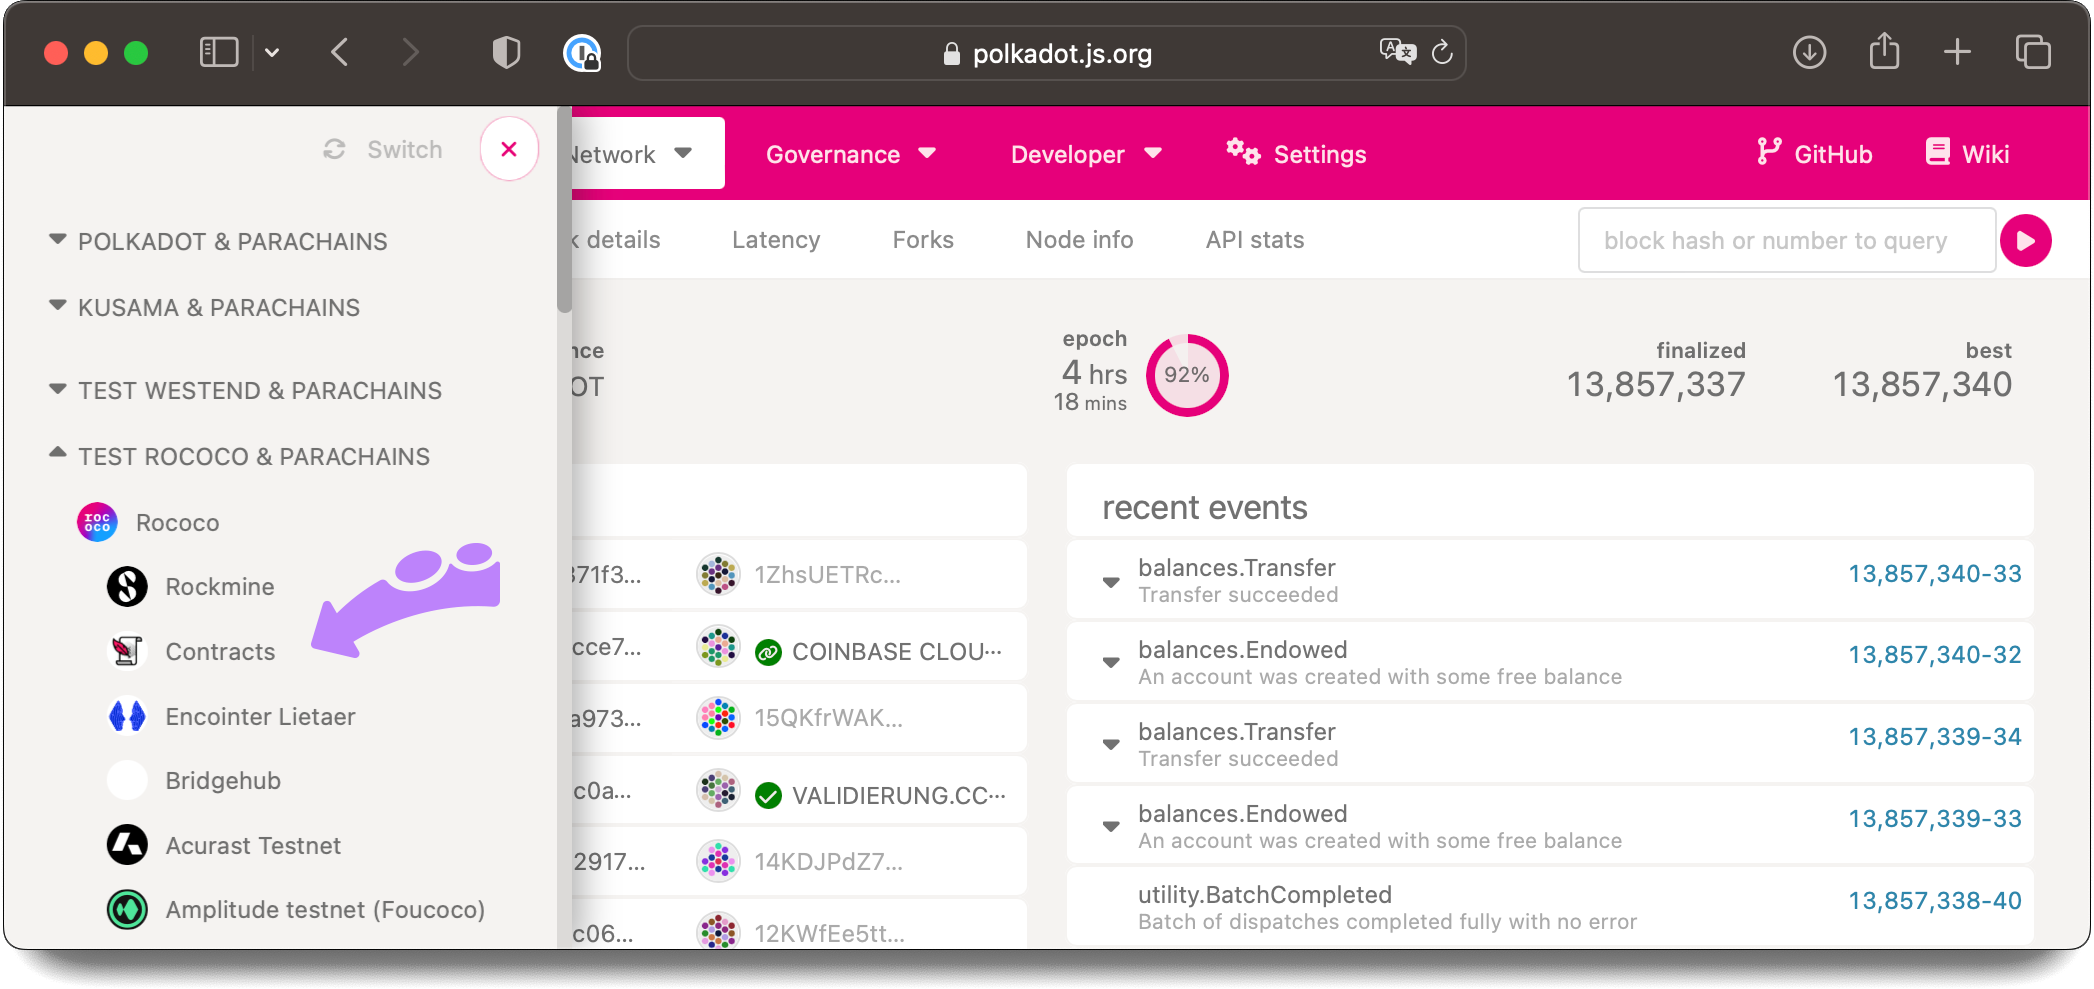 polkadot.js.org
Switch
Network
Governance
Developer
Settings
GitHub
Wiki
POLKADOT & PARACHAINS
KUSAMA & PARACHAINS
TEST WESTEND & PARACHAINS
TEST ROCOCO & PARACHAINS
Rococo
Rockmine
Contracts
Encointer Lietaer
Bridgehub
Acurast Testnet
Amplitude testnet (Foucoco)
k details
Latency
Forks
Node info
API stats
block hash or number to query
nce
OT
epoch
4 hrs
18 mins
92%
finalized
13,857,337
best
13,857,340
371f3...
1ZhsUETRc...
cce7...
COINBASE CLOU...
a973...
15QKfrWAK...
c0a...
VALIDIERUNG.CC...
2917...
14KDJPdZ7...
c06...
12KWfEe5tt...
recent events
balances.Transfer
Transfer succeeded
13,857,340-33
balances.Endowed
An account was created with some free balance
13,857,340-32
balances.Transfer
Transfer succeeded
13,857,339-34
balances.Endowed
An account was created with some free balance
13,857,339-33
utility.BatchCompleted
Batch of dispatches completed fully with no error
13,857,338-40